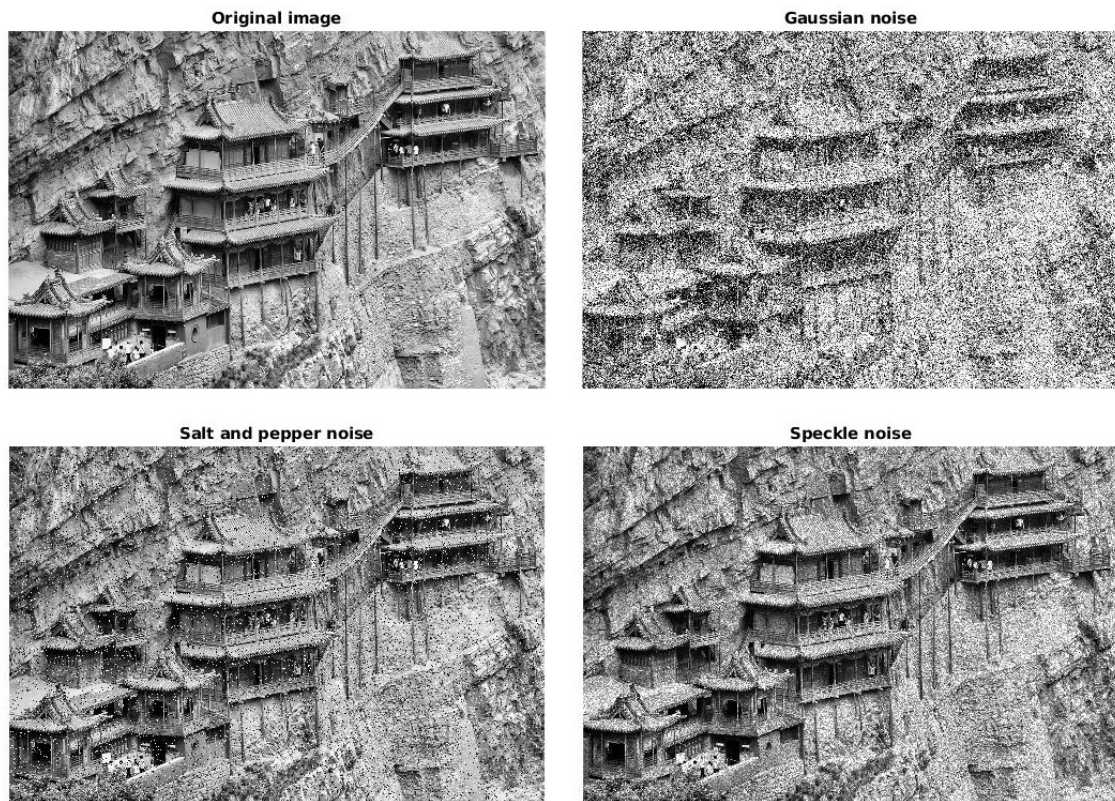 Original image
Gaussian noise
Salt and pepper noise
Speckle noise